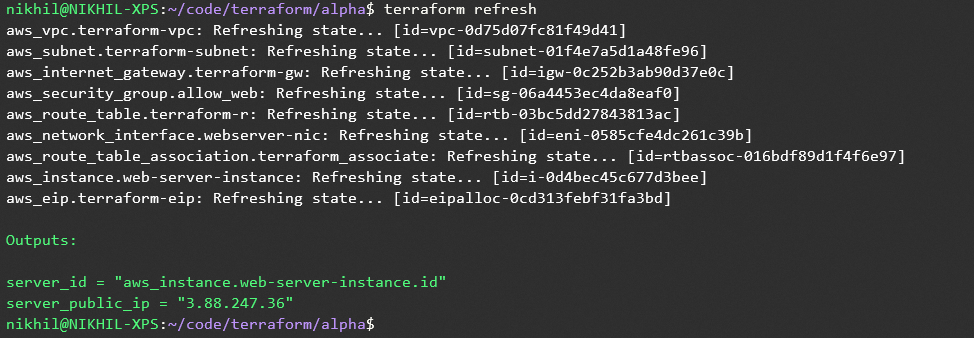 nikhil@NIKHIL-XPS:~/code/terraform/alpha$ terraform refresh
aws_vpc.terraform-vpc: Refreshing state... [id=vpc-0d75d07fc81f49d41]
aws_subnet.terraform-subnet: Refreshing state... [id=subnet-01f4e7a5d1a48fe96]
aws_internet_gateway.terraform-gw: Refreshing state... [id=igw-0c252b3ab90d37e0c]
aws_security_group.allow_web: Refreshing state... [id=sg-06a4453ec4da8eaf0]
aws_route_table.terraform-r: Refreshing state... [id=rtb-03bc5dd27843813ac]
aws_network_interface.webserver-nic: Refreshing state... [id=eni-0585cfe4dc261c39b]
aws_route_table_association.terraform_associate: Refreshing state... [id=rtbassoc-016bdf89d1f4f6e97]
aws_instance.web-server-instance: Refreshing state... [id=i-0d4bec45c677d3bee]
aws_eip.terraform-eip: Refreshing state... [id=eipalloc-0cd313febf31fa3bd]
Outputs:
server_id = "aws_instance.web-server-instance.id"
server_public_ip = "3.88.247.36"
nikhil@NIKHIL-XPS:~/code/terraform/alpha$